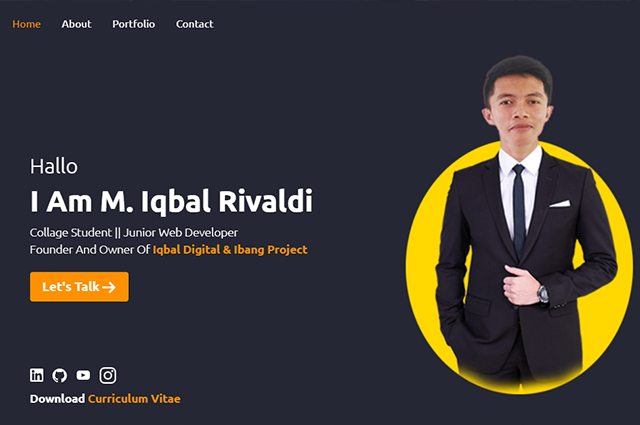 Home About Portfolio Contact
Hallo
I Am M. Iqbal Rivaldi
Collage Student || Junior Web Developer
Founder And Owner Of Iqbal Digital & Ibang Project
Let's Talk
Download Curriculum Vitae